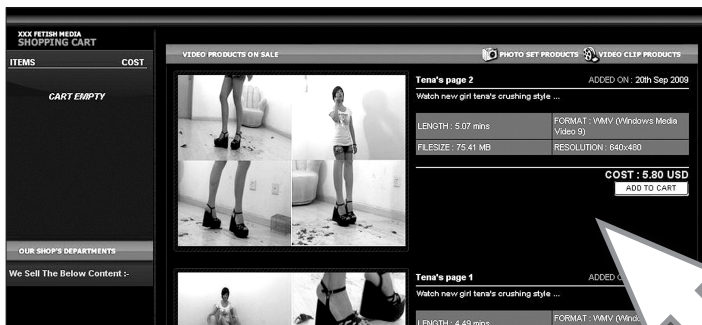 XXX FETISH MEDIA
SHOPPING CART
ITEMS COST
CART EMPTY
OUR SHOP'S DEPARTMENTS
We Sell The Below Content :-
VIDEO PRODUCTS ON SALE
PHOTO SET PRODUCTS
VIDEO CLIP PRODUCTS
Tena's page 2
ADDED ON : 20th Sep 2009
Watch new girl tena's crushing style ...
LENGTH : 5.07 mins
FORMAT : WMV (Windows Media
Video 9)
FILESIZE : 75.41 MB
RESOLUTION : 640x480
COST : 5.80 USD
ADD TO CART
Tena's page 1
ADDED
Watch new girl tena's crushing style ...
LENGTH : 4.49 mins
FORMAT : WMV